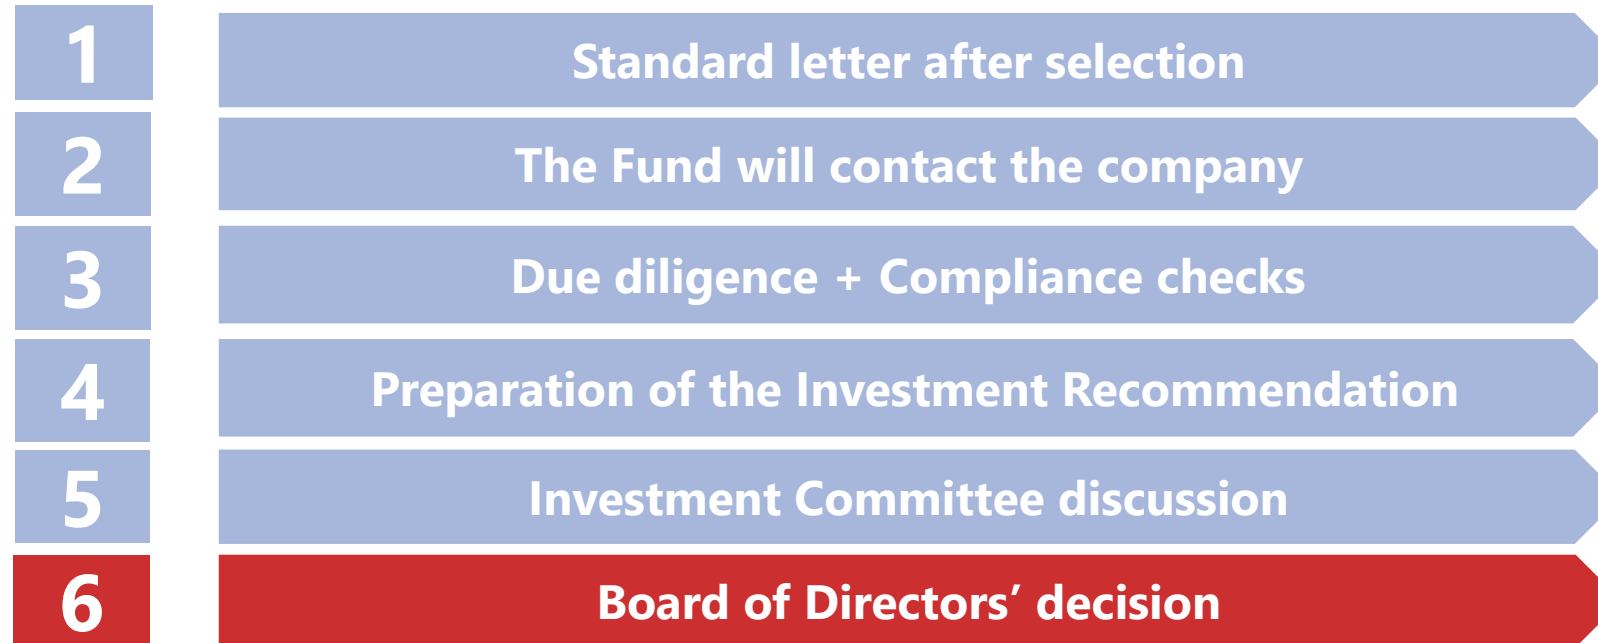 1
Standard letter after selection
2
The Fund will contact the company
3
Due diligence + Compliance checks
4
Preparation of the Investment Recommendation
5
Investment Committee discussion
6
Board of Directors’ decision